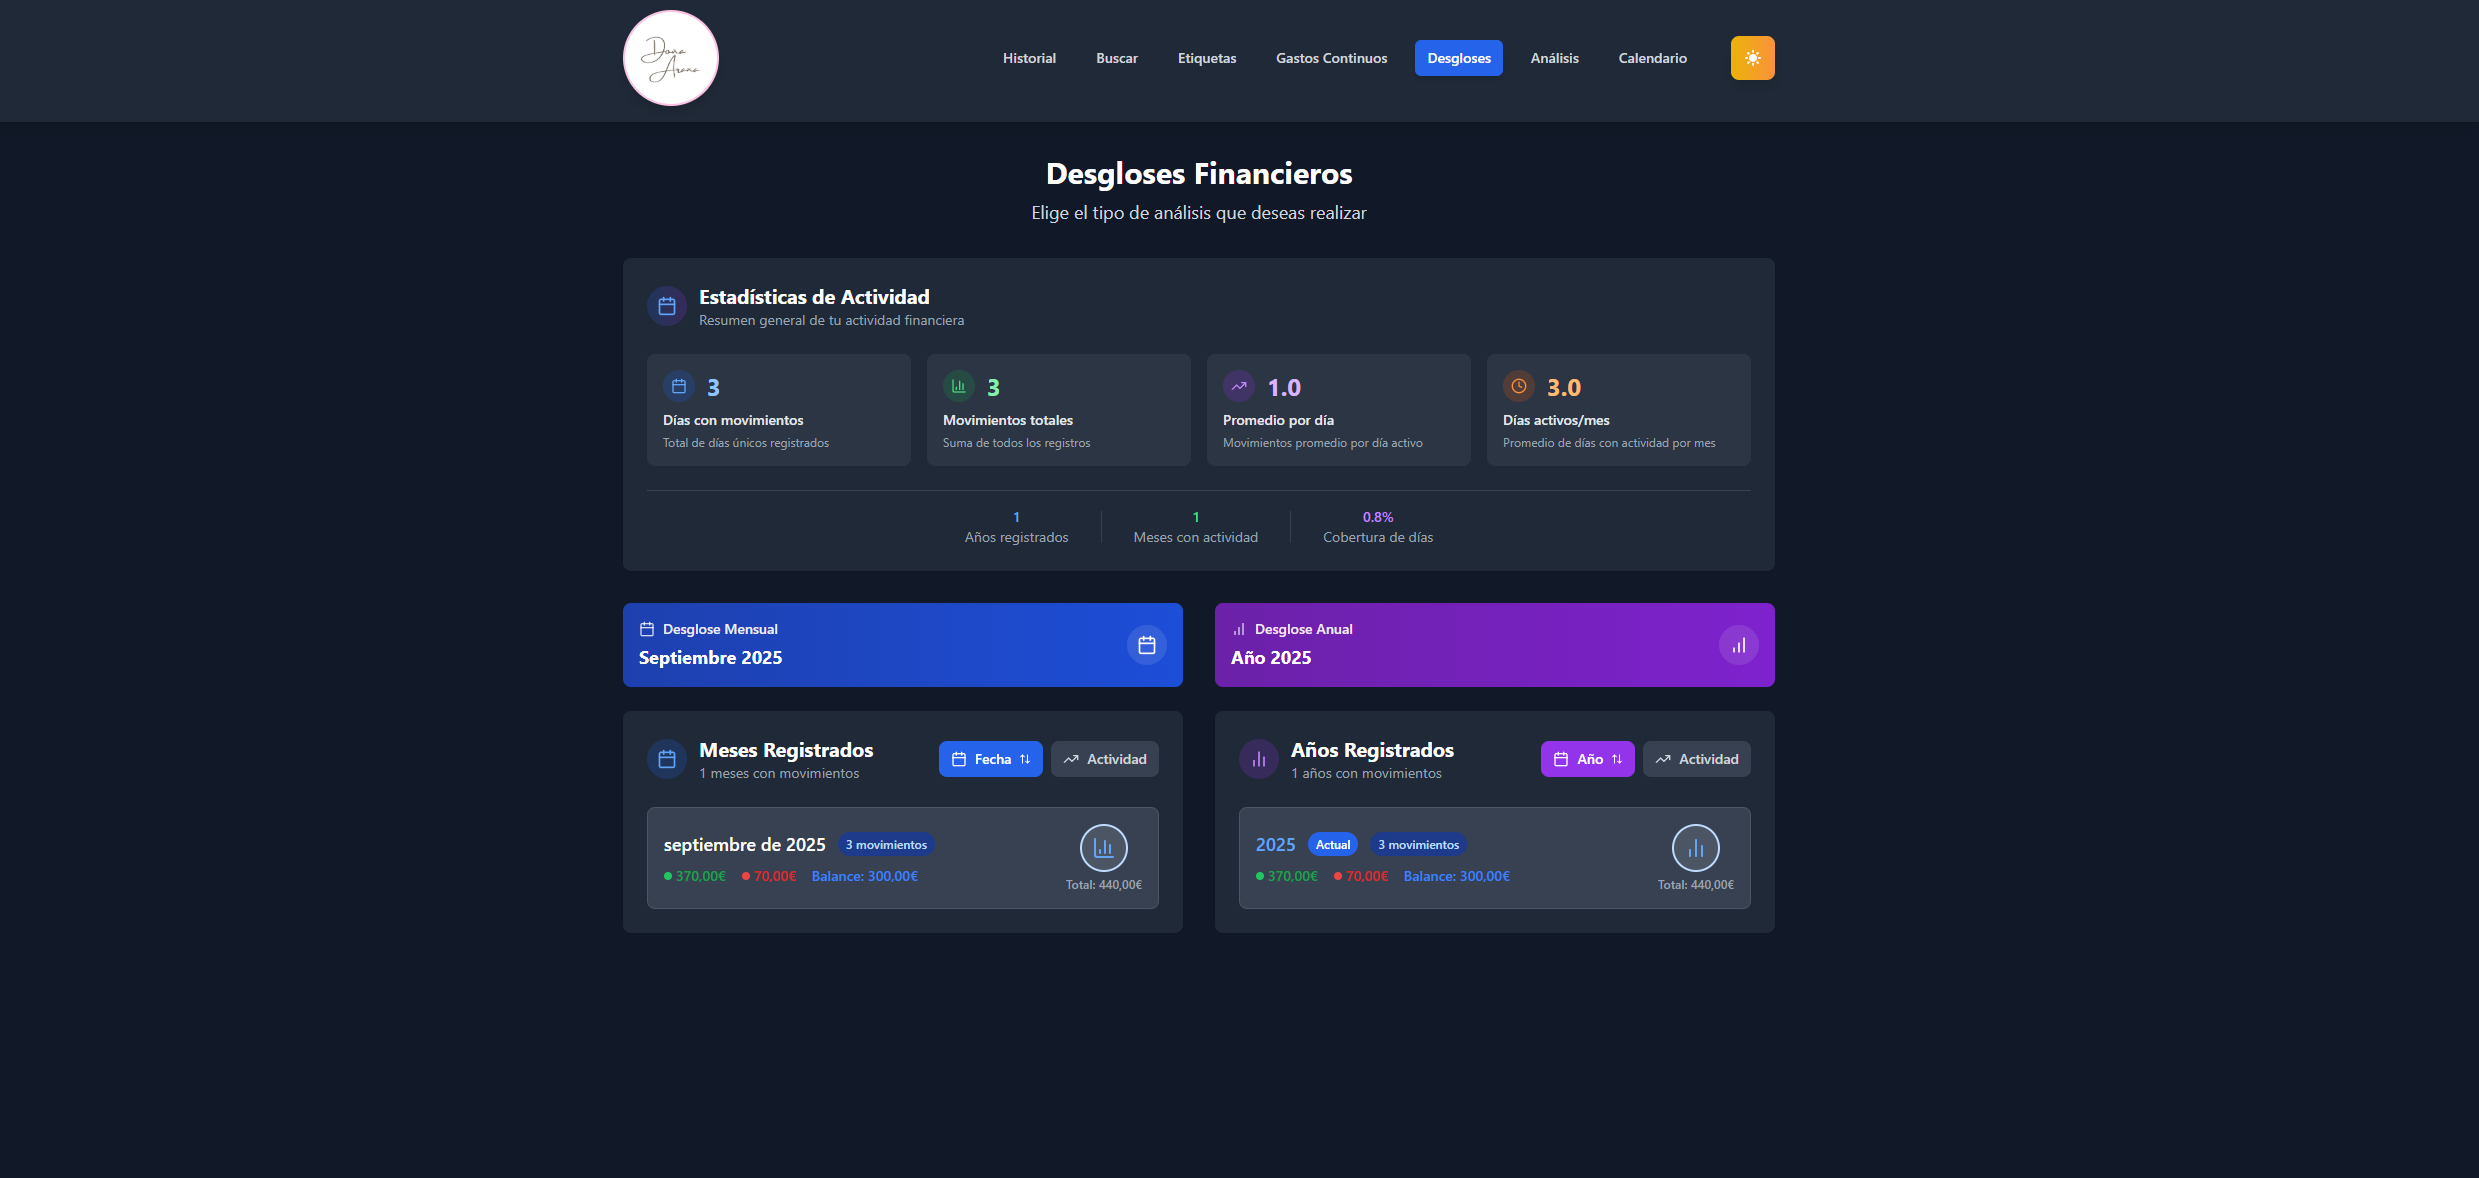 Doña
Arana
Historial
Buscar
Etiquetas
Gastos Continuos
Desgloses
Análisis
Calendario
Desgloses Financieros
Elige el tipo de análisis que deseas realizar
Estadísticas de Actividad
Resumen general de tu actividad financiera
3
Días con movimientos
Total de días únicos registrados
3
Movimientos totales
Suma de todos los registros
1.0
Promedio por día
Movimientos promedio por día activo
3.0
Días activos/mes
Promedio de días con actividad por mes
1
Años registrados
1
Meses con actividad
0.8%
Cobertura de días
Desglose Mensual
Septiembre 2025
Desglose Anual
Año 2025
Meses Registrados
1 meses con movimientos
Fecha
Actividad
septiembre de 2025
3 movimientos
370,00€
70,00€
Balance: 300,00€
Total: 440,00€
Años Registrados
1 años con movimientos
Año
Actividad
2025
Actual
3 movimientos
370,00€
70,00€
Balance: 300,00€
Total: 440,00€